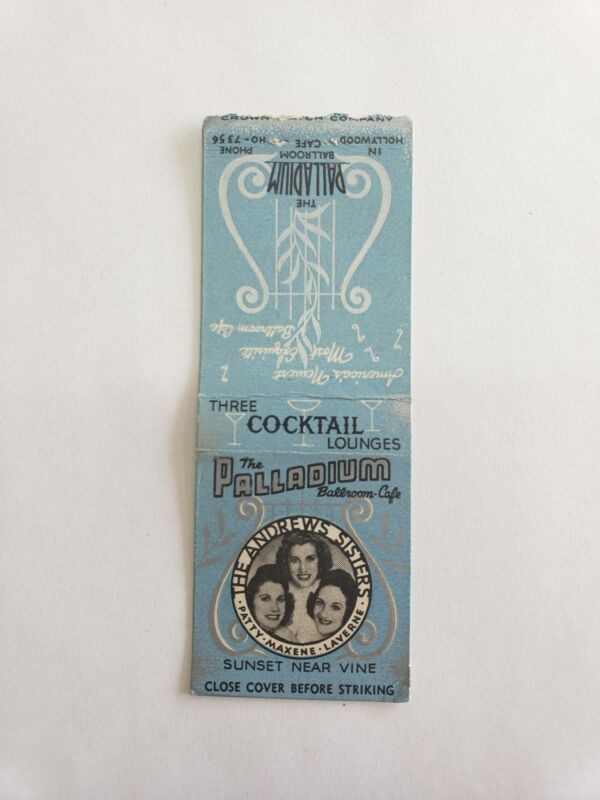 THREE
COCKTAIL
LOUNGES
The
PALLADIUM
Ballroom-Cafe
THE ANDREWS SISTERS
• PATTY • MAXENE • LAVERNE •
SUNSET NEAR VINE
CLOSE COVER BEFORE STRIKING
America's Newest
Most Exquisite
Ballroom-Cafe
THE
PALLADIUM
BALLROOM
CAFE
IN
HOLLYWOOD
PHONE
HO-7356
COMPANY